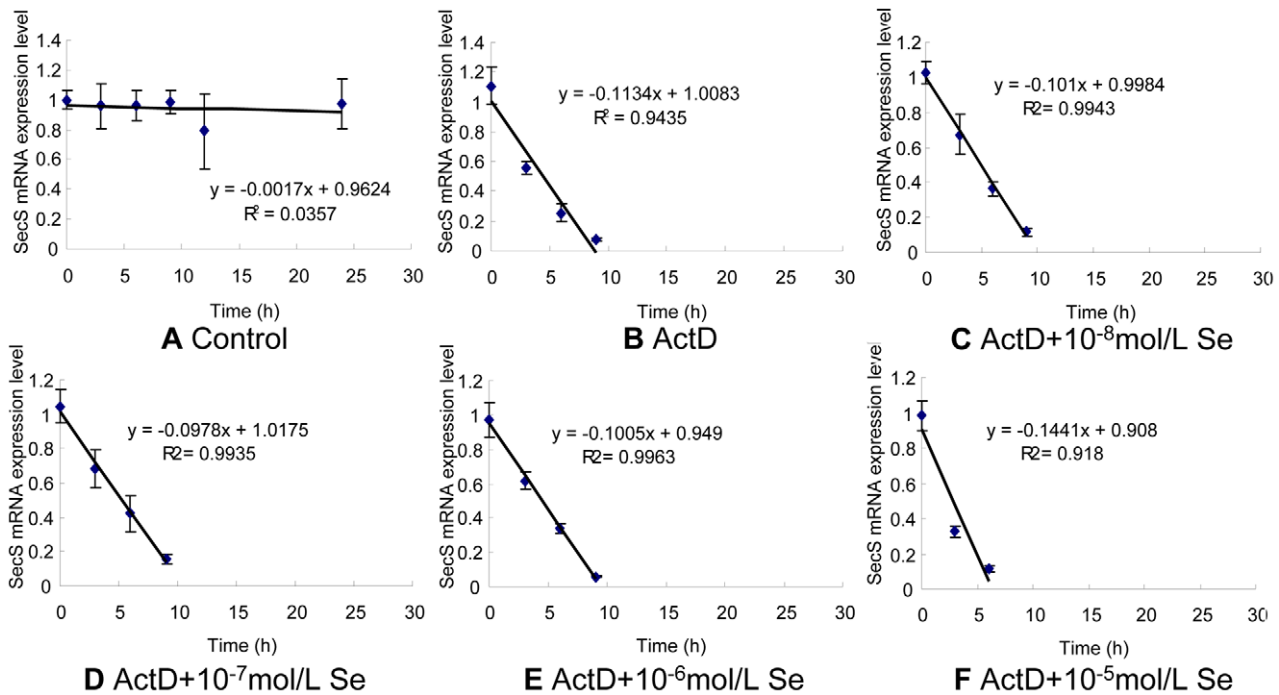 SecS mRNA expression level
1.4
1.2
1
0.8
0.6
0.4
0.2
0
y = -0.0017x + 0.9624
R² = 0.0357
0 5 10 15 20 25 30
Time (h)
A Control
SecS mRNA expression level
1.4
1.2
1
0.8
0.6
0.4
0.2
0
y = -0.1134x + 1.0083
R² = 0.9435
0 5 10 15 20 25 30
Time (h)
B ActD
SecS mRNA expression level
1.2
1
0.8
0.6
0.4
0.2
0
y = -0.101x + 0.9984
R2= 0.9943
0 5 10 15 20 25 30
Time (h)
C ActD+10⁻⁸mol/L Se
SecS mRNA expression level
1.2
1
0.8
0.6
0.4
0.2
0
y = -0.0978x + 1.0175
R2= 0.9935
0 5 10 15 20 25 30
Time (h)
D ActD+10⁻⁷mol/L Se
SecS mRNA expression level
1.2
1
0.8
0.6
0.4
0.2
0
y = -0.1005x + 0.949
R2= 0.9963
0 5 10 15 20 25 30
Time (h)
E ActD+10⁻⁶mol/L Se
SecS mRNA expression level
1.2
1
0.8
0.6
0.4
0.2
0
y = -0.1441x + 0.908
R2= 0.918
0 5 10 15 20 25 30
Time (h)
F ActD+10⁻⁵mol/L Se